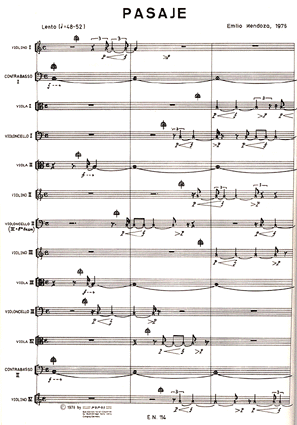 PASAJE
Lento (♩=48-52)
Emilio Mendoza, 1975
VIOLINO I
CONTRABASSO I
VIOLA I
VIOLONCELLO I
VIOLA II
VIOLINO II
VIOLONCELLO II
VIOLINO III
VIOLA III
VIOLONCELLO III
VIOLA IV
CONTRABASSO II
VIOLINO IV
© 1979 by
E.N. 114